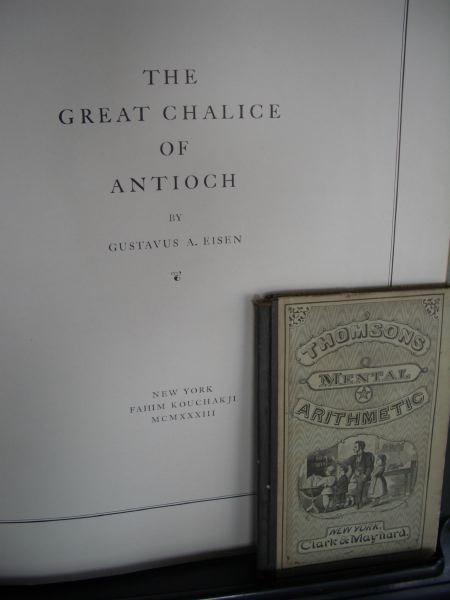 THE
GREAT CHALICE
OF
ANTIOCH
BY
GUSTAVUS A. EISEN
NEW YORK
FAHIM KOUCHAKJI
MCMXXXIII
THOMSONS
MENTAL
ARITHMETIC
NEW YORK.
Clark & Maynard.